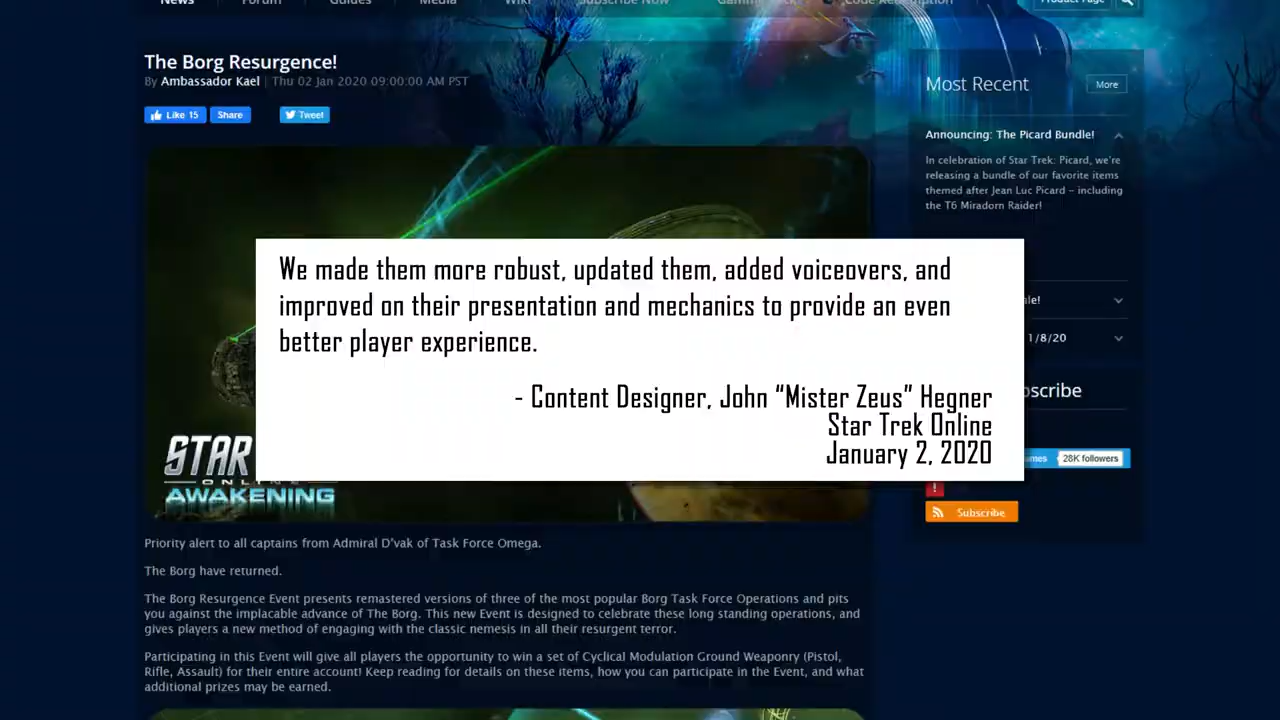 News Forum Guides Media Wiki Subscribe Now Code Redemption Product Page
The Borg Resurgence!
By Ambassador Kael | Thu 02 Jan 2020 09:00:00 AM PST
Like 15 Share Tweet
Most Recent More
Announcing: The Picard Bundle!
In celebration of Star Trek: Picard, we're
releasing a bundle of our favorite items
themed after Jean Luc Picard – including
the T6 Miradorn Raider!
We made them more robust, updated them, added voiceovers, and
improved on their presentation and mechanics to provide an even
better player experience.
- Content Designer, John “Mister Zeus” Hegner
Star Trek Online
January 2, 2020
1/8/20
28K followers
Subscribe
STAR
ONLINE
AWAKENING
Priority alert to all captains from Admiral D'vak of Task Force Omega.
The Borg have returned.
The Borg Resurgence Event presents remastered versions of three of the most popular Borg Task Force Operations and pits
you against the implacable advance of The Borg. This new Event is designed to celebrate these long standing operations, and
gives players a new method of engaging with the classic nemesis in all their resurgent terror.
Participating in this Event will give all players the opportunity to win a set of Cyclical Modulation Ground Weaponry (Pistol,
Rifle, Assault) for their entire account! Keep reading for details on these items, how you can participate in the Event, and what
additional prizes may be earned.